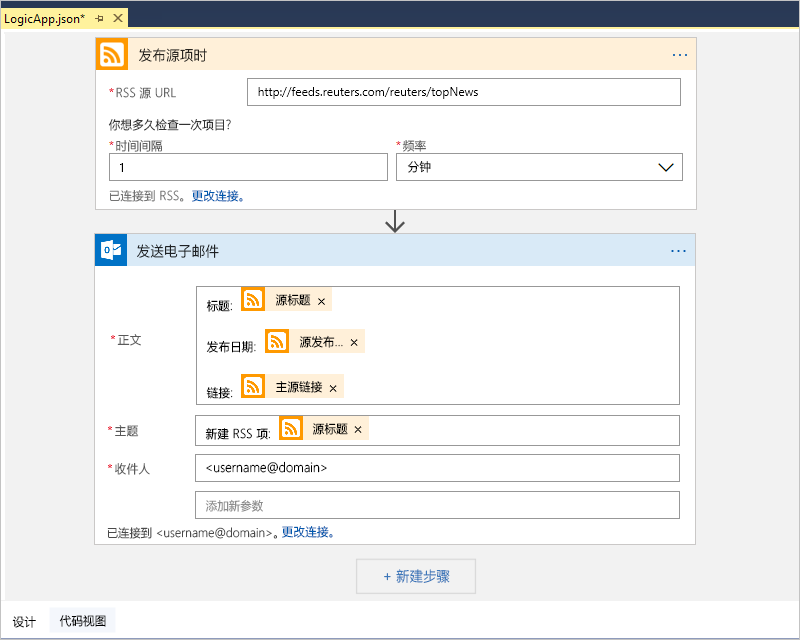 LogicApp.json*
发布源项时
*RSS 源 URL
http://feeds.reuters.com/reuters/topNews
你想多久检查一次项目?
*时间间隔
*频率
1
分钟
已连接到 RSS。更改连接。
发送电子邮件
*正文
标题: 源标题 ×
发布日期: 源发布... ×
链接: 主源链接 ×
*主题
新建 RSS 项: 源标题 ×
*收件人
<username@domain>
添加新参数
已连接到 <username@domain>。更改连接。
+ 新建步骤
设计
代码视图